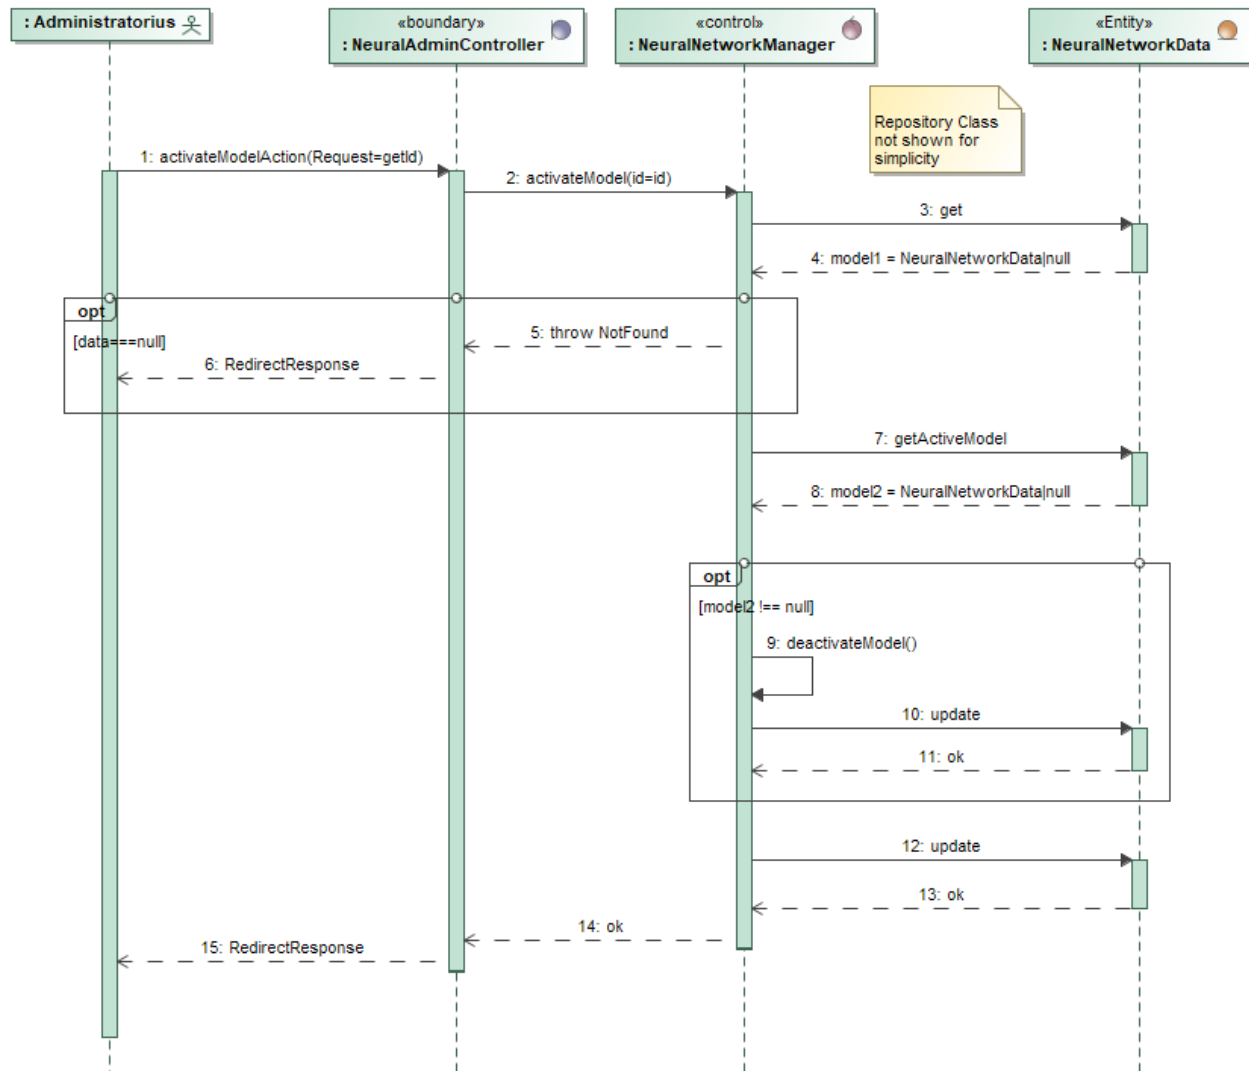 : Administratorius
«boundary»
: NeuralAdminController
«control»
: NeuralNetworkManager
«Entity»
: NeuralNetworkData
Repository Class
not shown for
simplicity
1: activateModelAction(Request=getId)
2: activateModel(id=id)
3: get
4: model1 = NeuralNetworkData|null
opt
[data===null]
5: throw NotFound
6: RedirectResponse
7: getActiveModel
8: model2 = NeuralNetworkData|null
opt
[model2 !== null]
9: deactivateModel()
10: update
11: ok
12: update
13: ok
14: ok
15: RedirectResponse